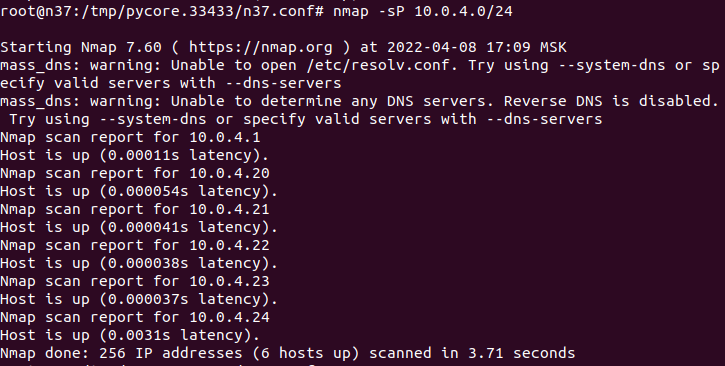 root@n37:/tmp/pycore.33433/n37.conf# nmap -sP 10.0.4.0/24
Starting Nmap 7.60 ( https://nmap.org ) at 2022-04-08 17:09 MSK
mass_dns: warning: Unable to open /etc/resolv.conf. Try using --system-dns or sp
ecify valid servers with --dns-servers
mass_dns: warning: Unable to determine any DNS servers. Reverse DNS is disabled.
 Try using --system-dns or specify valid servers with --dns-servers
Nmap scan report for 10.0.4.1
Host is up (0.00011s latency).
Nmap scan report for 10.0.4.20
Host is up (0.000054s latency).
Nmap scan report for 10.0.4.21
Host is up (0.000041s latency).
Nmap scan report for 10.0.4.22
Host is up (0.000038s latency).
Nmap scan report for 10.0.4.23
Host is up (0.000037s latency).
Nmap scan report for 10.0.4.24
Host is up (0.0031s latency).
Nmap done: 256 IP addresses (6 hosts up) scanned in 3.71 seconds